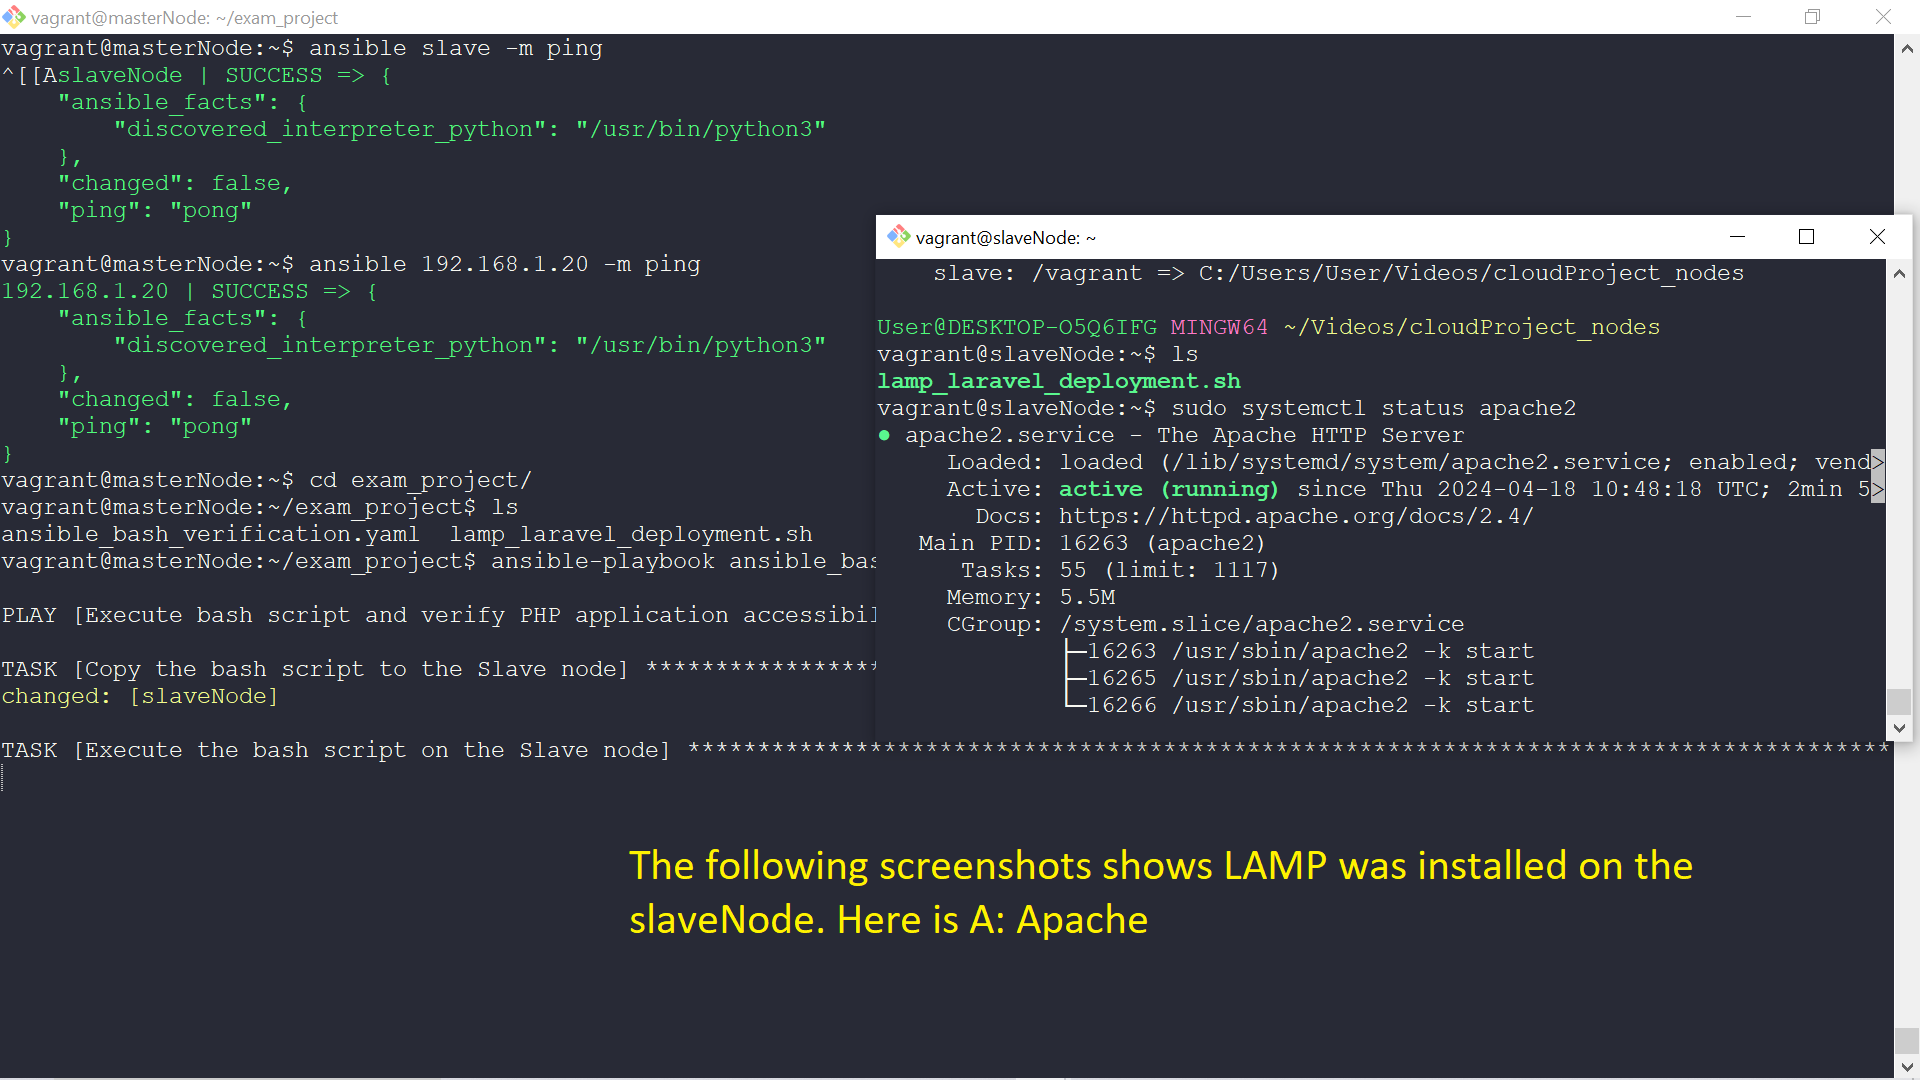 vagrant@masterNode: ~/exam_project
vagrant@masterNode:~$ ansible slave -m ping
^[[AslaveNode | SUCCESS => {
    "ansible_facts": {
        "discovered_interpreter_python": "/usr/bin/python3"
    },
    "changed": false,
    "ping": "pong"
}
vagrant@masterNode:~$ ansible 192.168.1.20 -m ping
192.168.1.20 | SUCCESS => {
    "ansible_facts": {
        "discovered_interpreter_python": "/usr/bin/python3"
    },
    "changed": false,
    "ping": "pong"
}
vagrant@masterNode:~$ cd exam_project/
vagrant@masterNode:~/exam_project$ ls
ansible_bash_verification.yaml  lamp_laravel_deployment.sh
vagrant@masterNode:~/exam_project$ ansible-playbook ansible_bas
PLAY [Execute bash script and verify PHP application accessibil
TASK [Copy the bash script to the Slave node] *****************
changed: [slaveNode]
TASK [Execute the bash script on the Slave node] **************************************************************************************
vagrant@slaveNode: ~
    slave: /vagrant => C:/Users/User/Videos/cloudProject_nodes
User@DESKTOP-O5Q6IFG MINGW64 ~/Videos/cloudProject_nodes
vagrant@slaveNode:~$ ls
lamp_laravel_deployment.sh
vagrant@slaveNode:~$ sudo systemctl status apache2
● apache2.service - The Apache HTTP Server
     Loaded: loaded (/lib/systemd/system/apache2.service; enabled; vend>
     Active: active (running) since Thu 2024-04-18 10:48:18 UTC; 2min 5>
       Docs: https://httpd.apache.org/docs/2.4/
   Main PID: 16263 (apache2)
      Tasks: 55 (limit: 1117)
     Memory: 5.5M
     CGroup: /system.slice/apache2.service
             ├─16263 /usr/sbin/apache2 -k start
             ├─16265 /usr/sbin/apache2 -k start
             └─16266 /usr/sbin/apache2 -k start
The following screenshots shows LAMP was installed on the
slaveNode. Here is A: Apache